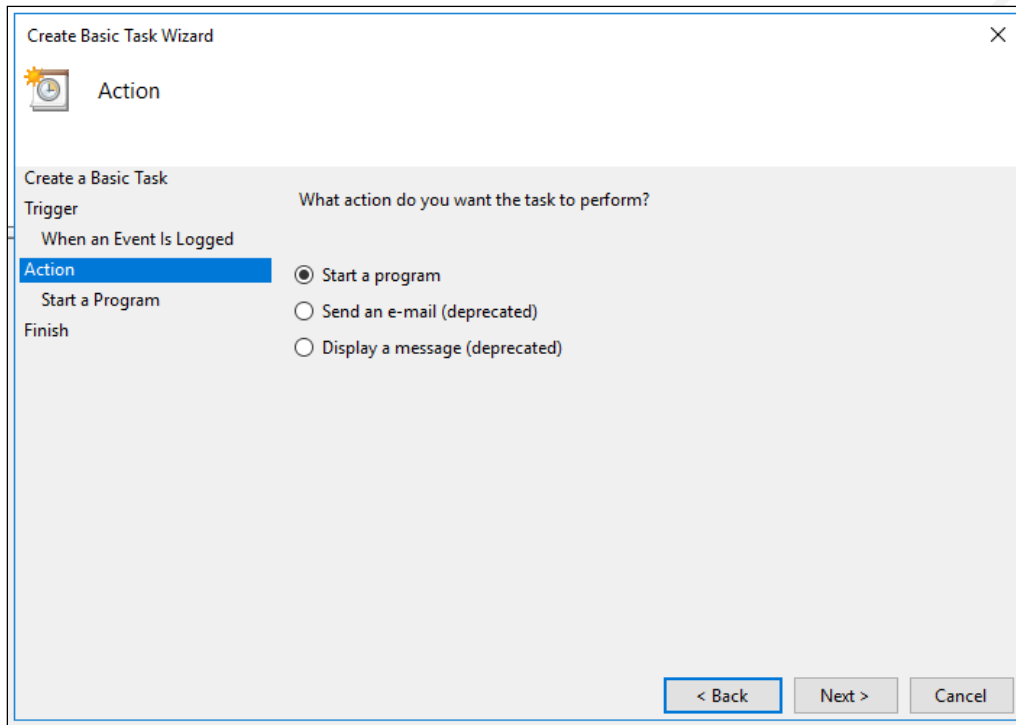 Create Basic Task Wizard
Action
Create a Basic Task
Trigger
When an Event Is Logged
Action
Start a Program
Finish
What action do you want the task to perform?
Start a program
Send an e-mail (deprecated)
Display a message (deprecated)
< Back
Next >
Cancel